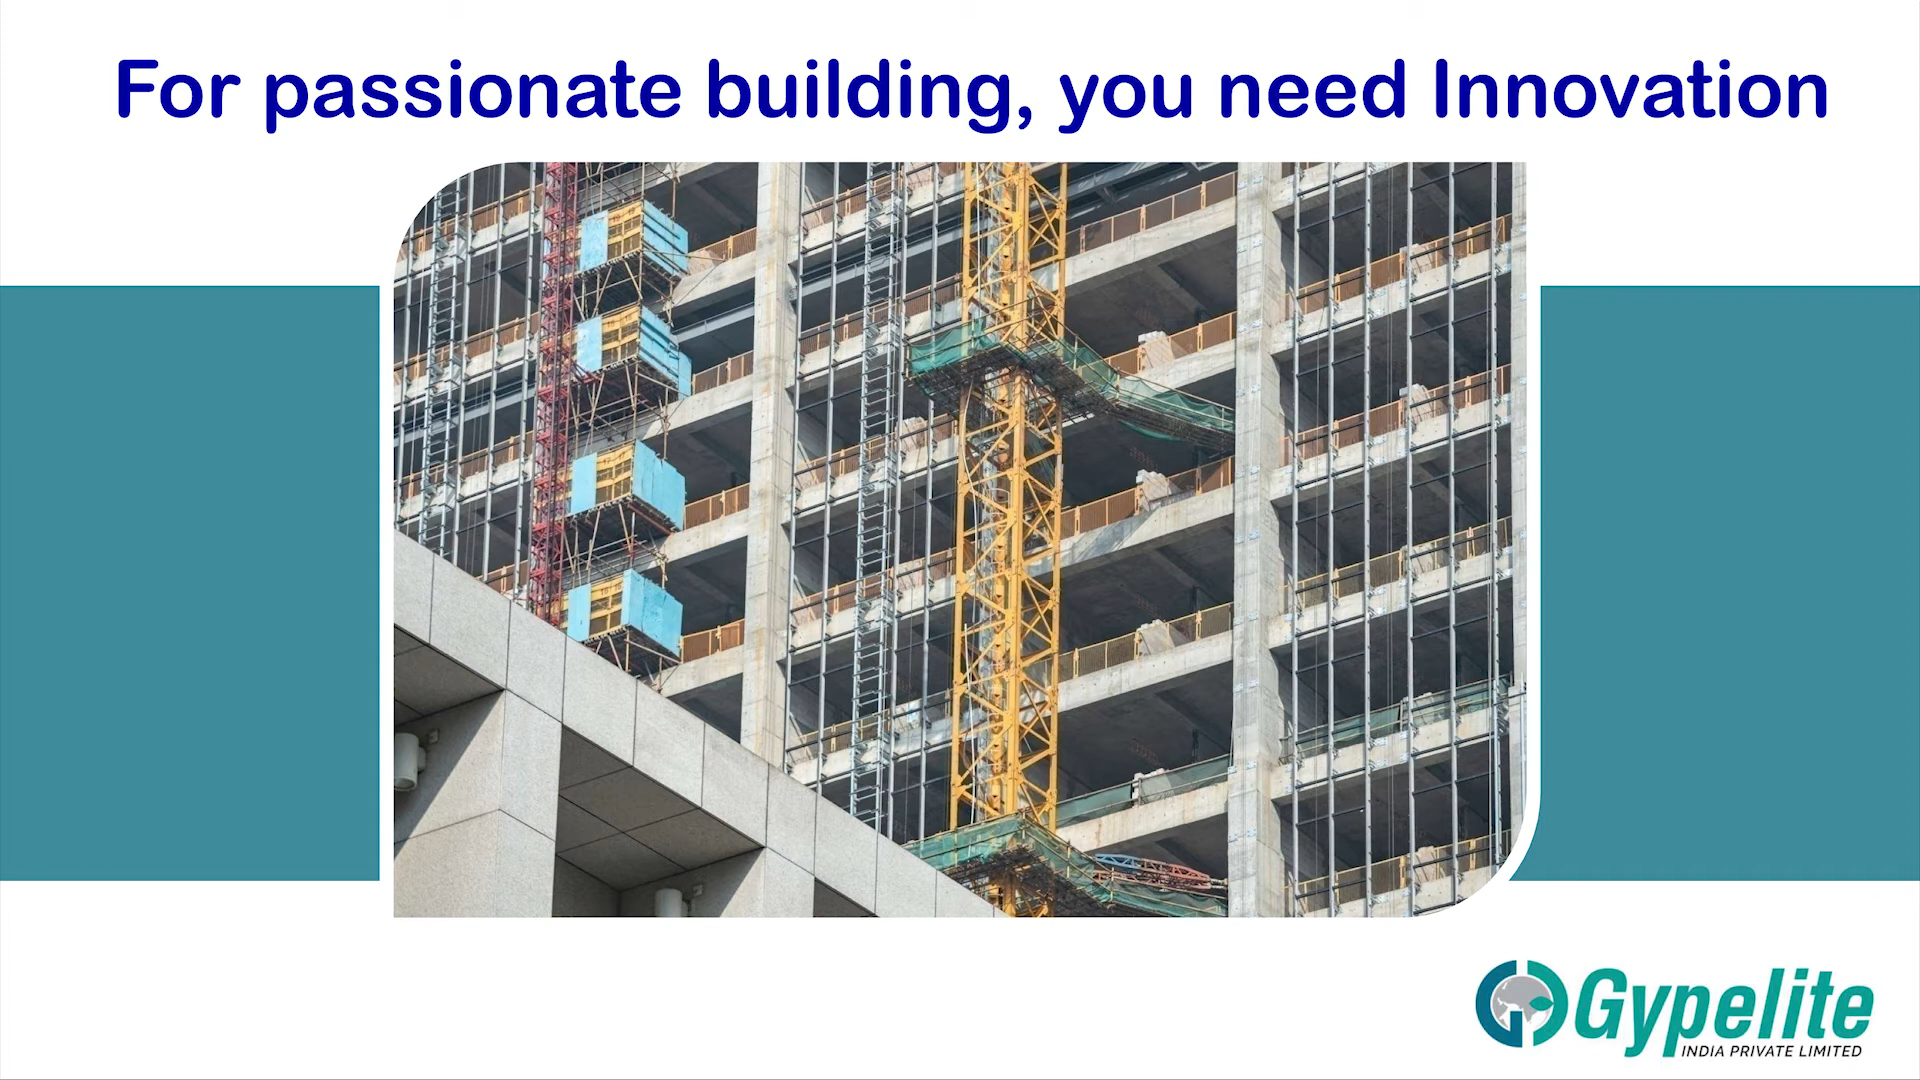 For passionate building, you need Innovation
Gypelite
INDIA PRIVATE LIMITED